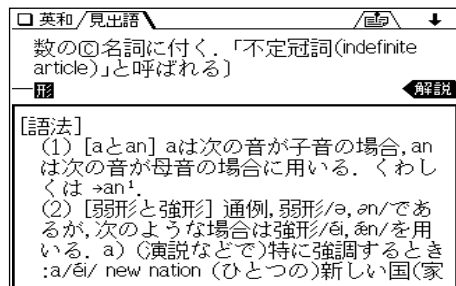 英和/見出語
数のⒸ名詞に付く.「不定冠詞(indefinite
article)」と呼ばれる〕
―形
解説
[語法]
(1) [aとan] aは次の音が子音の場合,an
は次の音が母音の場合に用いる. くわし
くは →an¹.
(2) [弱形と強形] 通例,弱形/ə, ən/であ
るが,次のような場合は強形/éi, ǽn/を用
いる. a) (演説などで)特に強調するとき
:a/éi/ new nation (ひとつの)新しい国(家